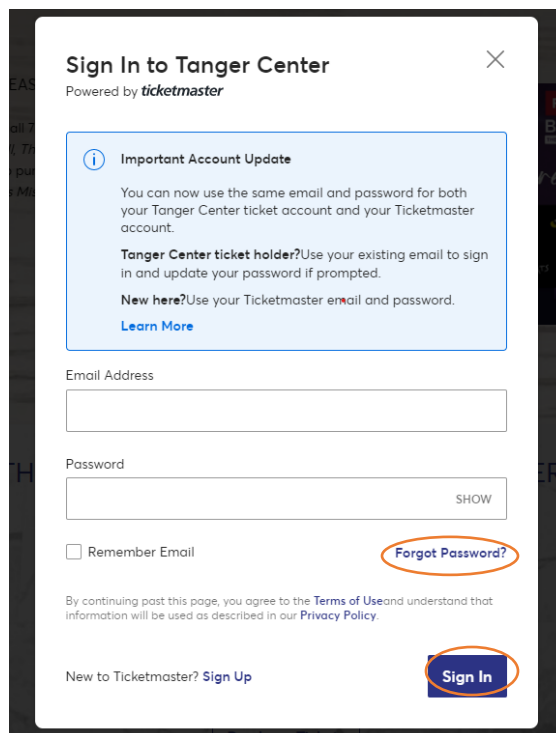 Sign In to Tanger Center
Powered by ticketmaster
Important Account Update
You can now use the same email and password for both
your Tanger Center ticket account and your Ticketmaster
account.
Tanger Center ticket holder?Use your existing email to sign
in and update your password if prompted.
New here?Use your Ticketmaster email and password.
Learn More
Email Address
Password
SHOW
Remember Email
Forgot Password?
By continuing past this page, you agree to the Terms of Useand understand that
information will be used as described in our Privacy Policy.
New to Ticketmaster? Sign Up
Sign In